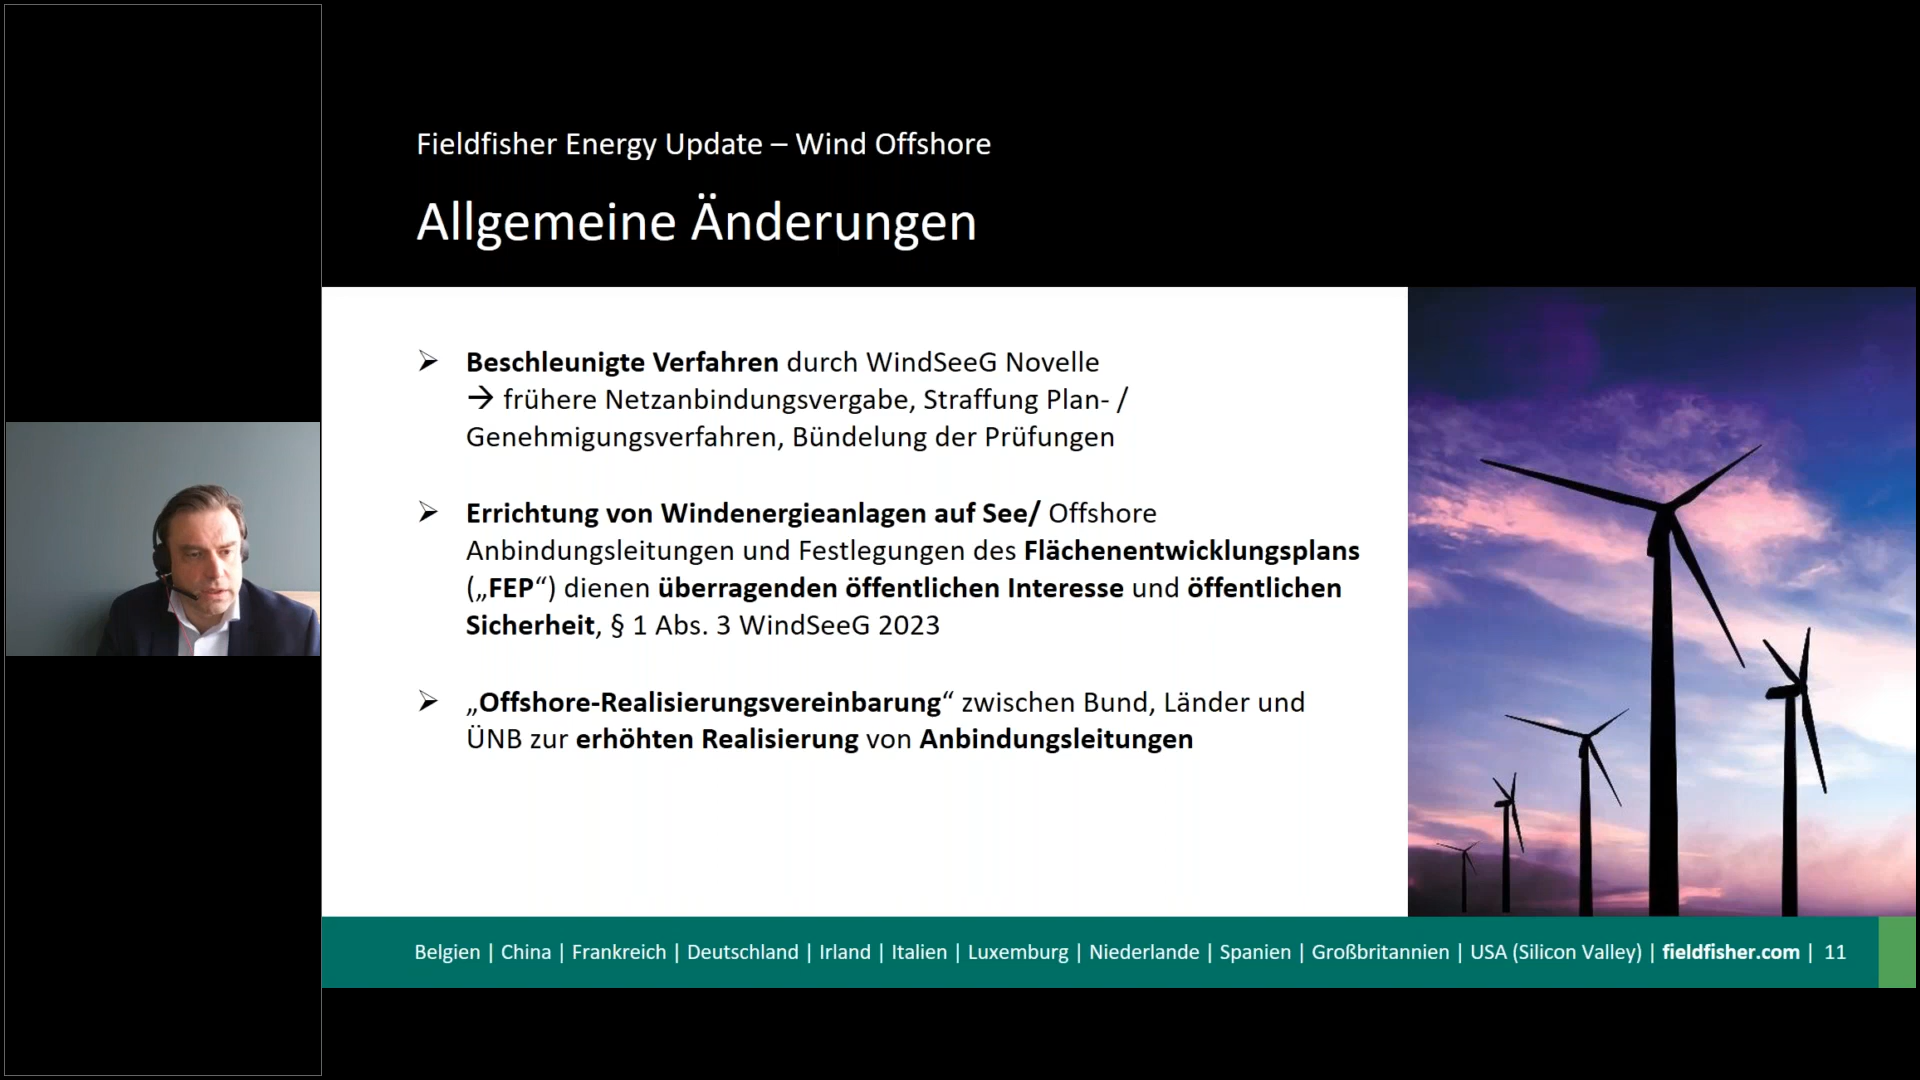 Fieldfisher Energy Update – Wind Offshore
Allgemeine Änderungen
➢ Beschleunigte Verfahren durch WindSeeG Novelle
→ frühere Netzanbindungsvergabe, Straffung Plan- /
Genehmigungsverfahren, Bündelung der Prüfungen
➢ Errichtung von Windenergieanlagen auf See/ Offshore
Anbindungsleitungen und Festlegungen des Flächenentwicklungsplans
(„FEP“) dienen überragenden öffentlichen Interesse und öffentlichen
Sicherheit, § 1 Abs. 3 WindSeeG 2023
➢ „Offshore-Realisierungsvereinbarung“ zwischen Bund, Länder und
ÜNB zur erhöhten Realisierung von Anbindungsleitungen
Belgien | China | Frankreich | Deutschland | Irland | Italien | Luxemburg | Niederlande | Spanien | Großbritannien | USA (Silicon Valley) | fieldfisher.com | 11